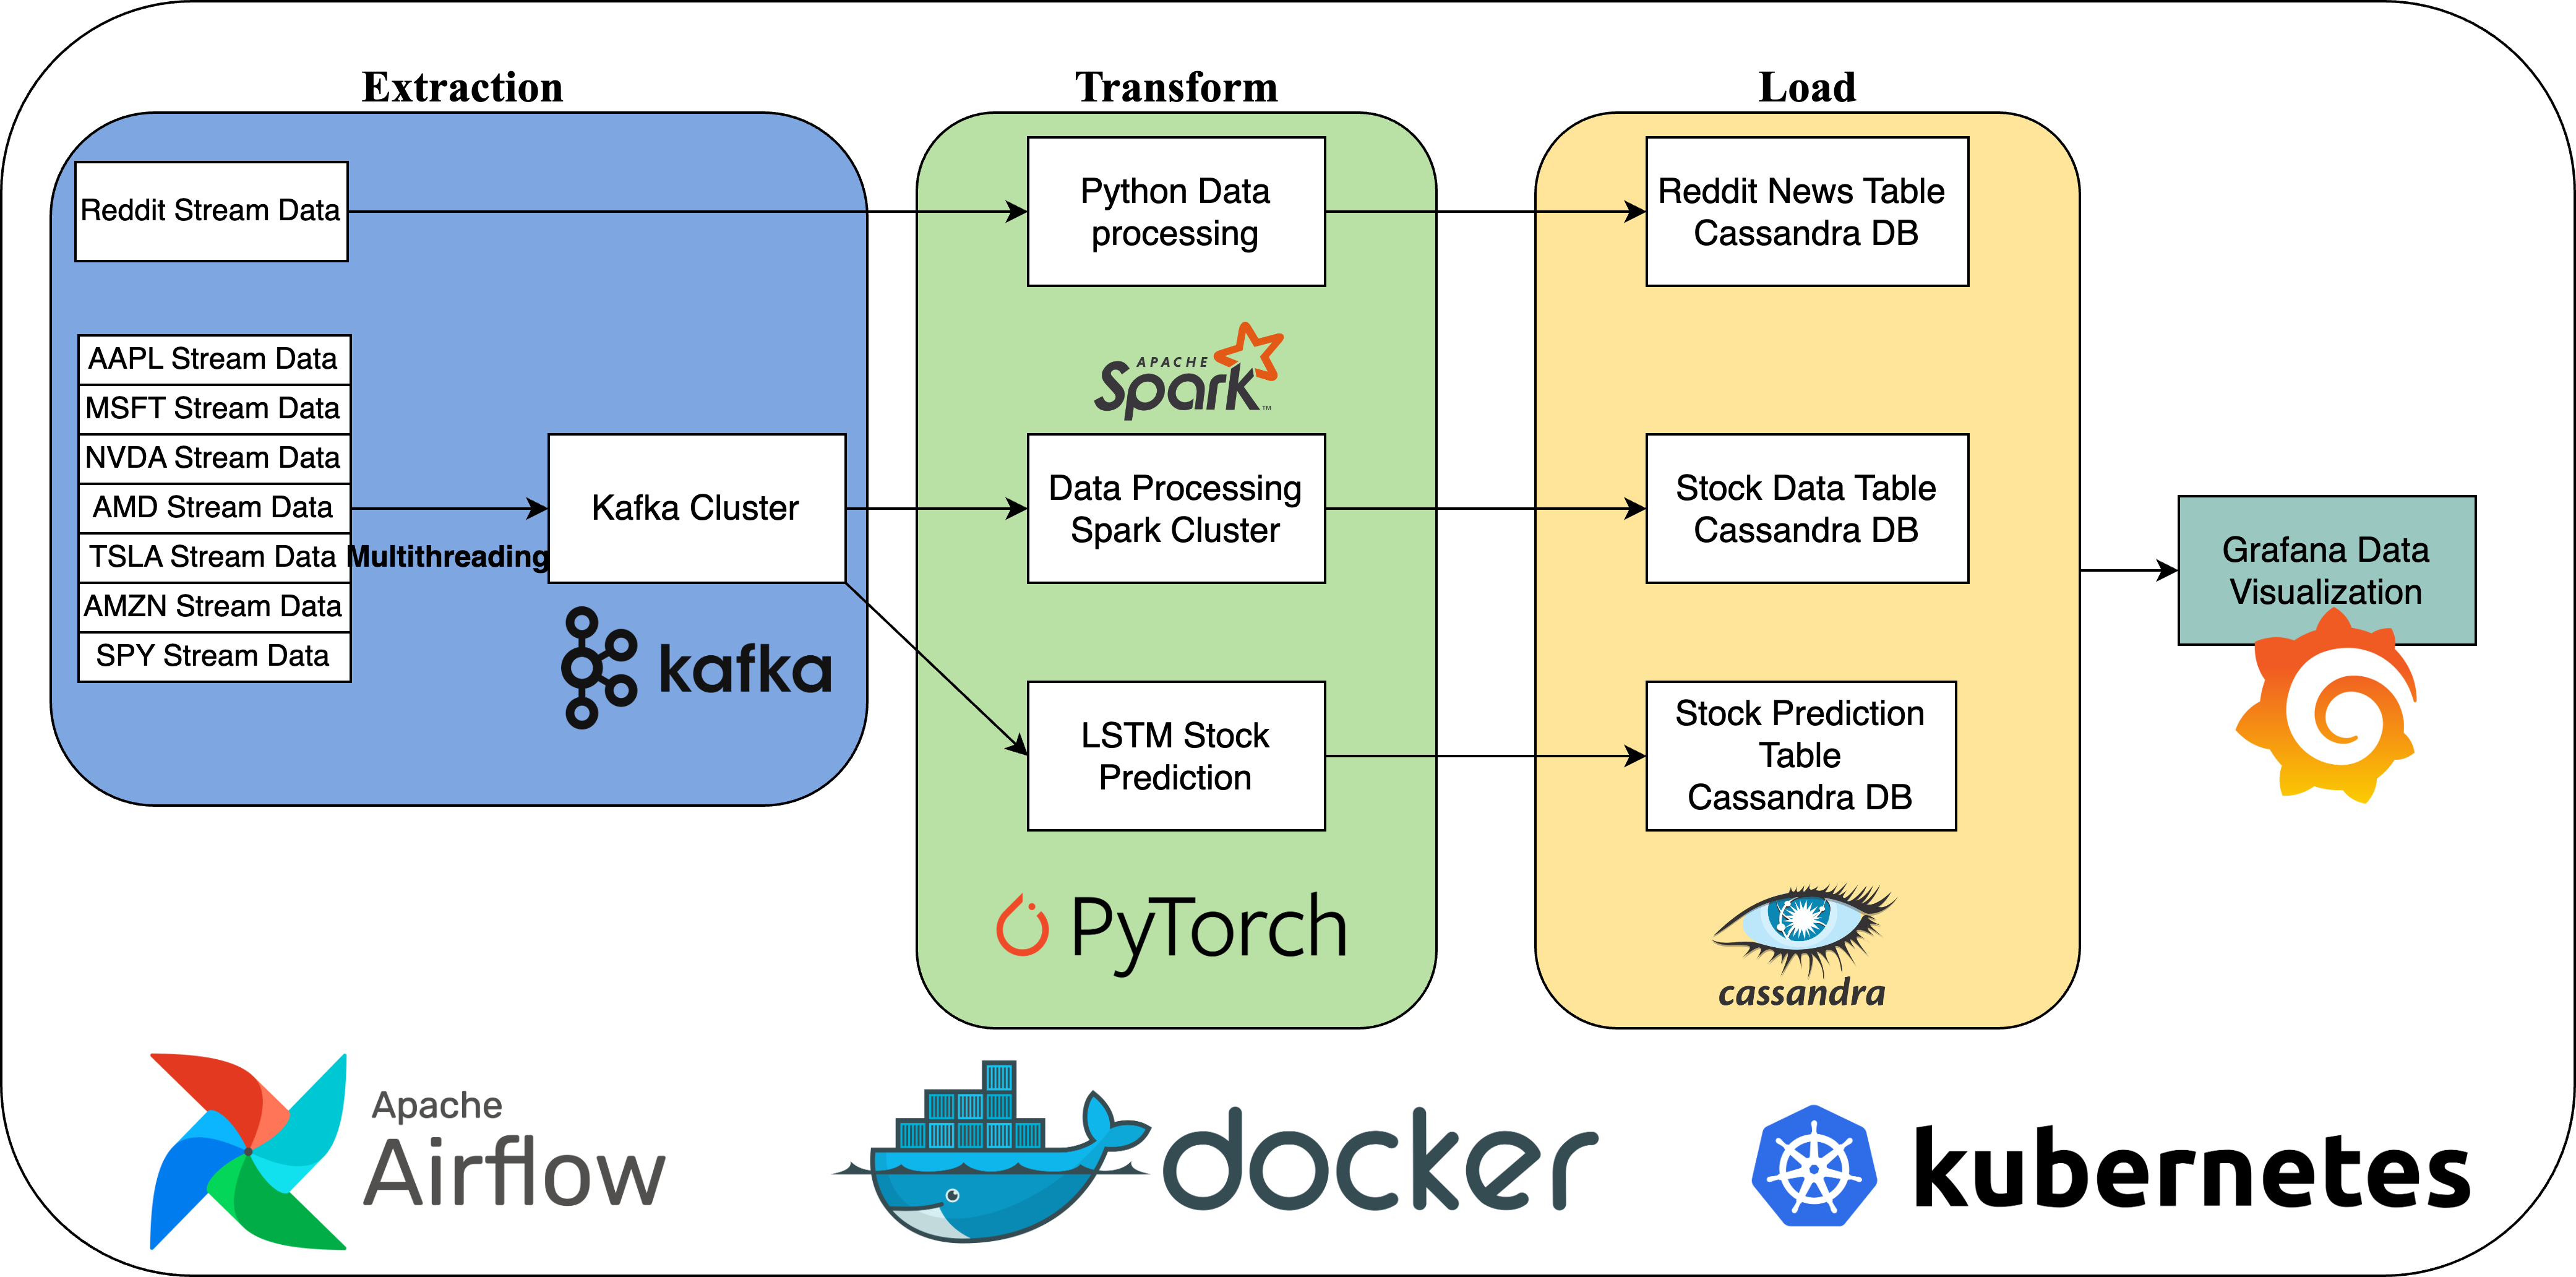 Extraction
Transform
Load
Reddit Stream Data
Python Data
processing
Reddit News Table
Cassandra DB
APACHE
Spark
TM
AAPL Stream Data
MSFT Stream Data
NVDA Stream Data
AMD Stream Data
TSLA Stream Data
AMZN Stream Data
SPY Stream Data
Multithreading
Kafka Cluster
kafka
Data Processing
Spark Cluster
Stock Data Table
Cassandra DB
Grafana Data
Visualization
LSTM Stock
Prediction
Stock Prediction
Table
Cassandra DB
PyTorch
cassandra
Apache
Airflow
docker
kubernetes